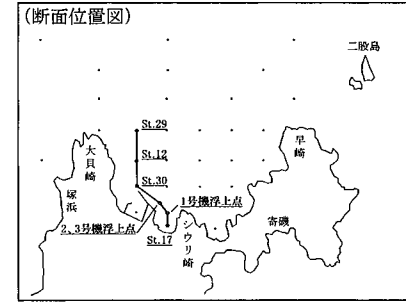 (断面位置図)
二股島
St.29
早崎
大貝崎
St.12
塚浜
St.30
1号機浮上点
寄磯
2、3号機浮上点
シウリ崎
St.17